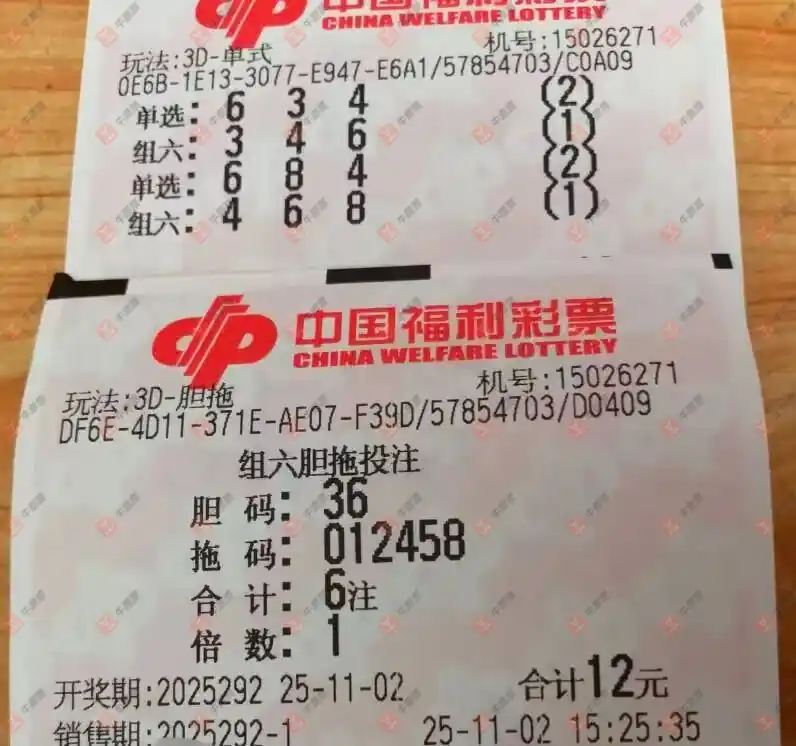 中国福利彩票
CHINA WELFARE LOTTERY
玩法:3D-单式 机号:15026271
0E6B-1E13-3077-E947-E6A1/57854703/C0A09
单选: 6 3 4 (2)
组六: 3 4 6 (1)
单选: 6 8 4 (2)
组六: 4 6 8 (1)
中国福利彩票
CHINA WELFARE LOTTERY
玩法:3D-胆拖 机号:15026271
DF6E-4D11-371E-AE07-F39D/57854703/D0409
组六胆拖投注
胆 码: 36
拖 码: 012458
合 计: 6注
倍 数: 1
开奖期:2025292 25-11-02 合计12元
销售期:2025292-1 25-11-02 15:25:35